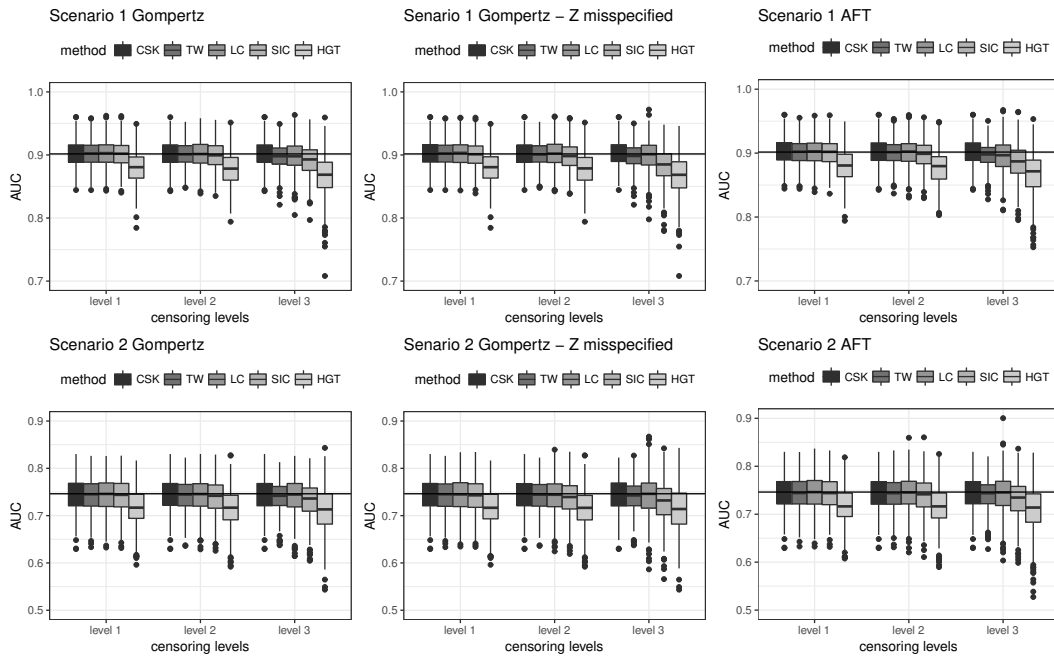 Scenario 1 Gompertz
method CSK TW LC SIC HGT
AUC
1.0
0.9
0.8
0.7
level 1 level 2 level 3
censoring levels
Senario 1 Gompertz − Z misspecified
method CSK TW LC SIC HGT
AUC
1.0
0.9
0.8
0.7
level 1 level 2 level 3
censoring levels
Scenario 1 AFT
method CSK TW LC SIC HGT
AUC
1.0
0.9
0.8
0.7
level 1 level 2 level 3
censoring levels
Scenario 2 Gompertz
method CSK TW LC SIC HGT
AUC
0.9
0.8
0.7
0.6
0.5
level 1 level 2 level 3
censoring levels
Senario 2 Gompertz − Z misspecified
method CSK TW LC SIC HGT
AUC
0.9
0.8
0.7
0.6
0.5
level 1 level 2 level 3
censoring levels
Scenario 2 AFT
method CSK TW LC SIC HGT
AUC
0.9
0.8
0.7
0.6
0.5
level 1 level 2 level 3
censoring levels